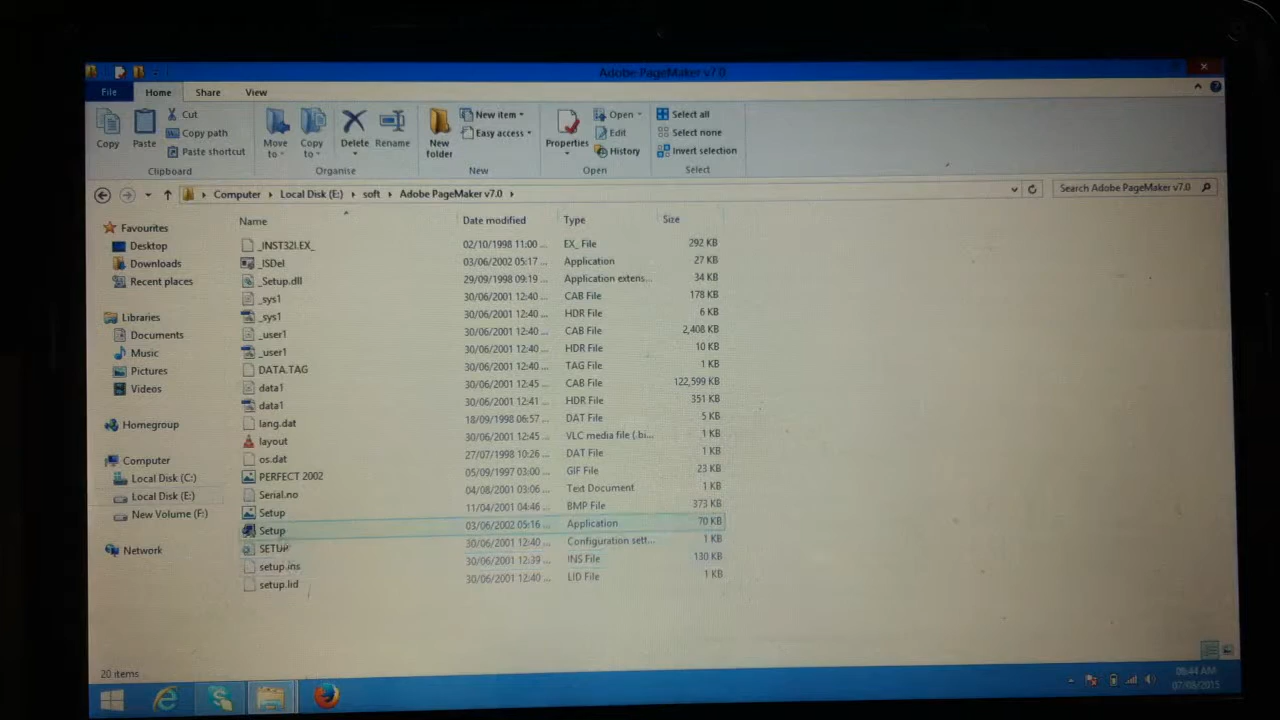 Adobe PageMaker v7.0
File Home Share View
Copy Paste Cut Copy path Paste shortcut Move to Copy to Delete Rename New folder New item Easy access Properties Open Edit History Select all Select none Invert selection
Clipboard Organise New Open Select
Computer Local Disk (E:) soft Adobe PageMaker v7.0 Search Adobe PageMaker v7.0
Favourites
Desktop
Downloads
Recent places
Libraries
Documents
Music
Pictures
Videos
Homegroup
Computer
Local Disk (C:)
Local Disk (E:)
New Volume (F:)
Network
Name Date modified Type Size
_INST32I.EX_ 02/10/1998 11:00 ... EX_ File 292 KB
_ISDel 03/06/2002 05:17... Application 27 KB
_Setup.dll 29/09/1998 09:19 ... Application extens... 34 KB
_sys1 30/06/2001 12:40 ... CAB File 178 KB
_sys1 30/06/2001 12:40 ... HDR File 6 KB
_user1 30/06/2001 12:40 ... CAB File 2,408 KB
_user1 30/06/2001 12:40 ... HDR File 10 KB
DATA.TAG 30/06/2001 12:40 ... TAG File 1 KB
data1 30/06/2001 12:45 ... CAB File 122,599 KB
data1 30/06/2001 12:41 ... HDR File 351 KB
lang.dat 18/09/1998 06:57 ... DAT File 5 KB
layout 30/06/2001 12:45 ... VLC media file (.bi... 1 KB
os.dat 27/07/1998 10:26 ... DAT File 1 KB
PERFECT 2002 05/09/1997 03:00 ... GIF File 23 KB
Serial.no 04/08/2001 03:06 ... Text Document 1 KB
Setup 11/04/2001 04:46 ... BMP File 373 KB
Setup 03/06/2002 05:16 ... Application 70 KB
SETUP 30/06/2001 12:40 ... Configuration sett... 1 KB
setup.ins 30/06/2001 12:39 ... INS File 130 KB
setup.lid 30/06/2001 12:40 ... LID File 1 KB
20 items
06:44 AM
07/08/2015